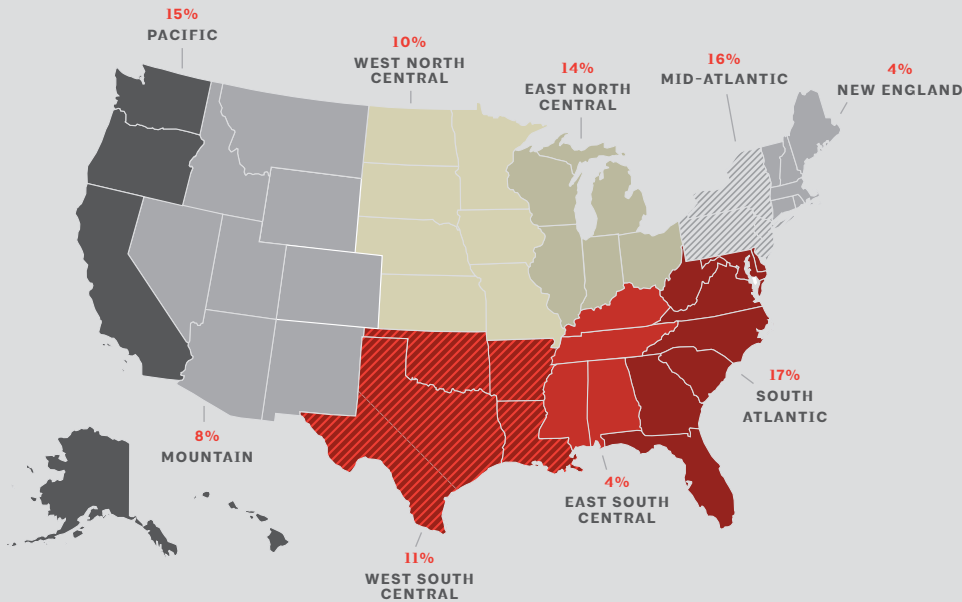 15%
PACIFIC
10%
WEST NORTH
CENTRAL
14%
EAST NORTH
CENTRAL
16%
MID-ATLANTIC
4%
NEW ENGLAND
17%
SOUTH
ATLANTIC
8%
MOUNTAIN
4%
EAST SOUTH
CENTRAL
11%
WEST SOUTH
CENTRAL